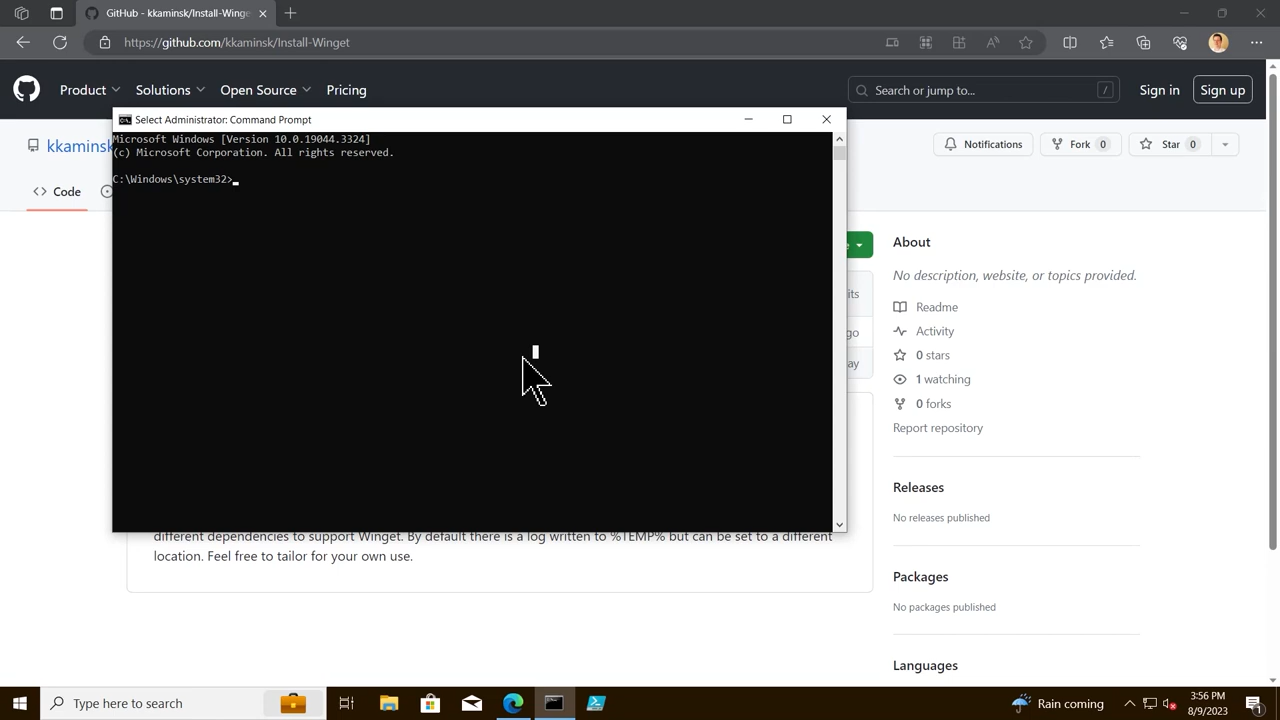 GitHub - kkaminsk/Install-Winge
https://github.com/kkaminsk/Install-Winget
Product
Solutions
Open Source
Pricing
Search or jump to...
/
Sign in
Sign up
Select Administrator: Command Prompt
kkaminsk
Notifications
Fork 0
Star 0
Microsoft Windows [Version 10.0.19044.3324]
(c) Microsoft Corporation. All rights reserved.
C:\Windows\system32>
Code
About
No description, website, or topics provided.
Readme
Activity
0 stars
1 watching
0 forks
Report repository
Releases
No releases published
different dependencies to support Winget. By default there is a log written to %TEMP% but can be set to a different
location. Feel free to tailor for your own use.
Packages
No packages published
Languages
Type here to search
Rain coming
3:56 PM
8/9/2023
1